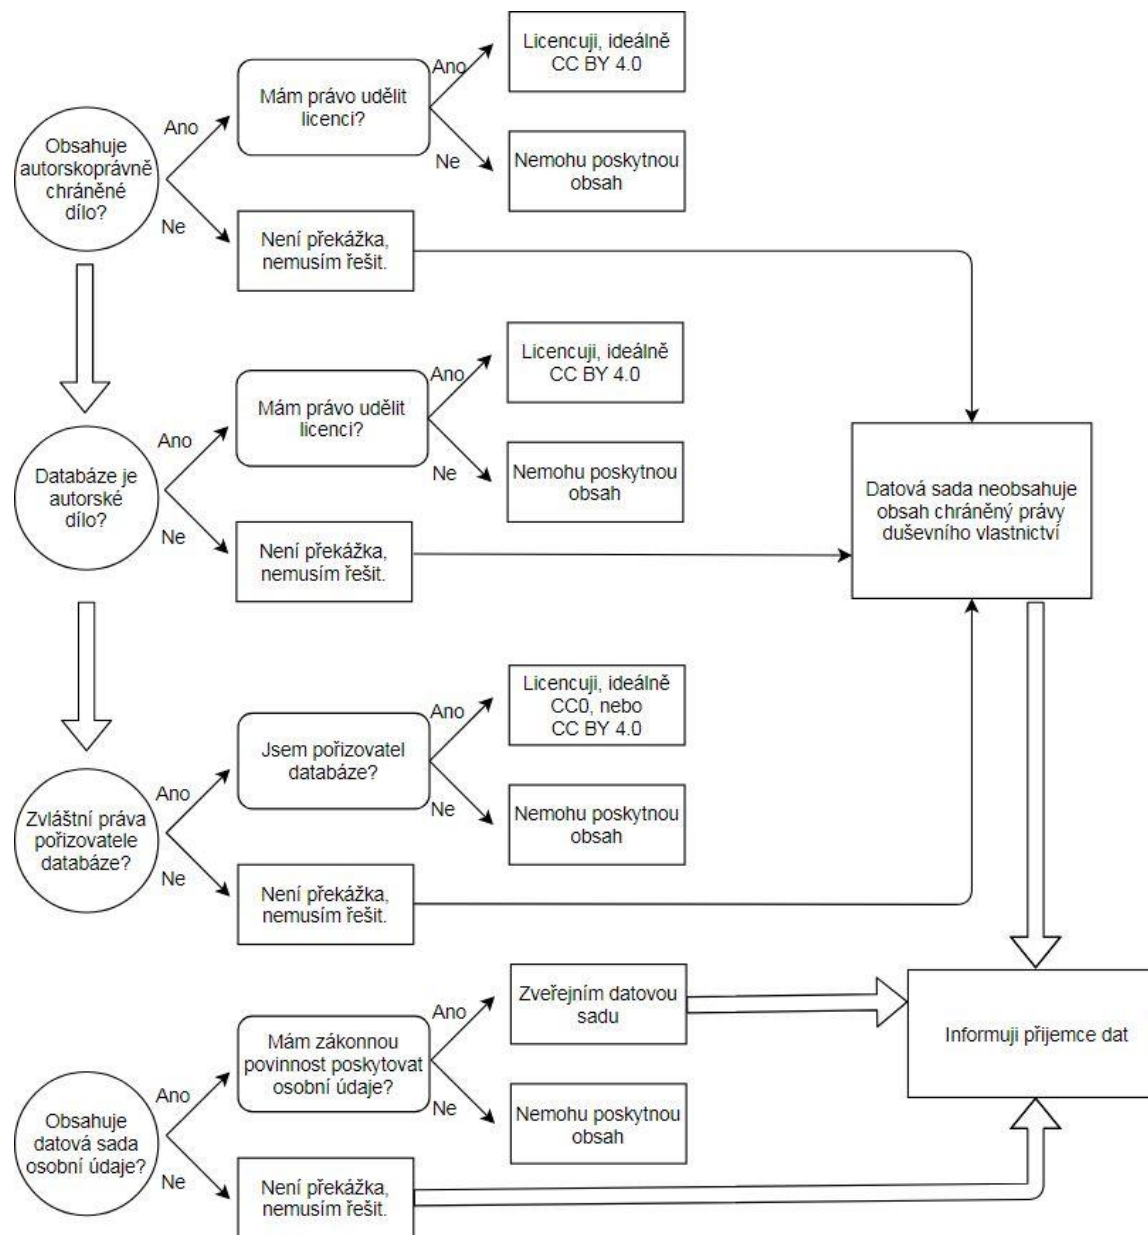 Obsahuje
autorskoprávně
chráněné
dílo?
Ano
Ne
Mám právo udělit
licenci?
Ano
Ne
Licencuji, ideálně
CC BY 4.0
Nemohu poskytnou
obsah
Není překážka,
nemusím řešit.
Databáze je
autorské
dílo?
Ano
Ne
Mám právo udělit
licenci?
Ano
Ne
Licencuji, ideálně
CC BY 4.0
Nemohu poskytnou
obsah
Není překážka,
nemusím řešit.
Datová sada neobsahuje
obsah chráněný právy
duševního vlastnictví
Zvláštní práva
pořizovatele
databáze?
Ano
Ne
Jsem pořizovatel
databáze?
Ano
Ne
Licencuji, ideálně
CC0, nebo
CC BY 4.0
Nemohu poskytnou
obsah
Není překážka,
nemusím řešit.
Obsahuje
datová sada
osobní údaje?
Ano
Ne
Mám zákonnou
povinnost poskytovat
osobní údaje?
Ano
Ne
Zveřejním datovou
sadu
Nemohu poskytnou
obsah
Není překážka,
nemusím řešit.
Informuji přijemce dat